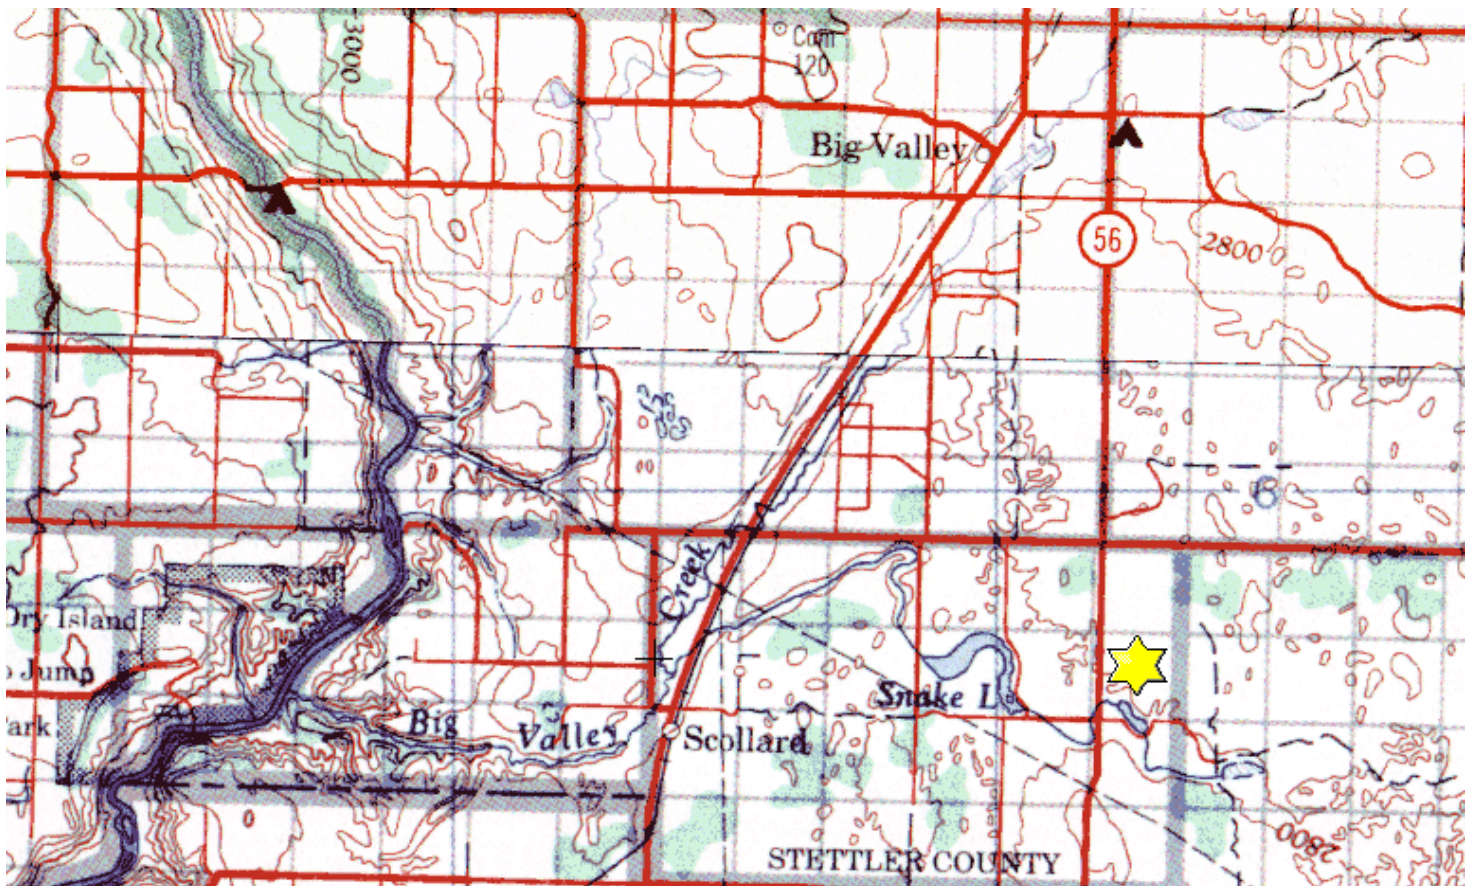 3000
Com
120
Big Valley
56
2800
6
Creek
Dry Island
o Jump
ark
Snake L
Big Valley
Scollard
STETTLER COUNTY
2800